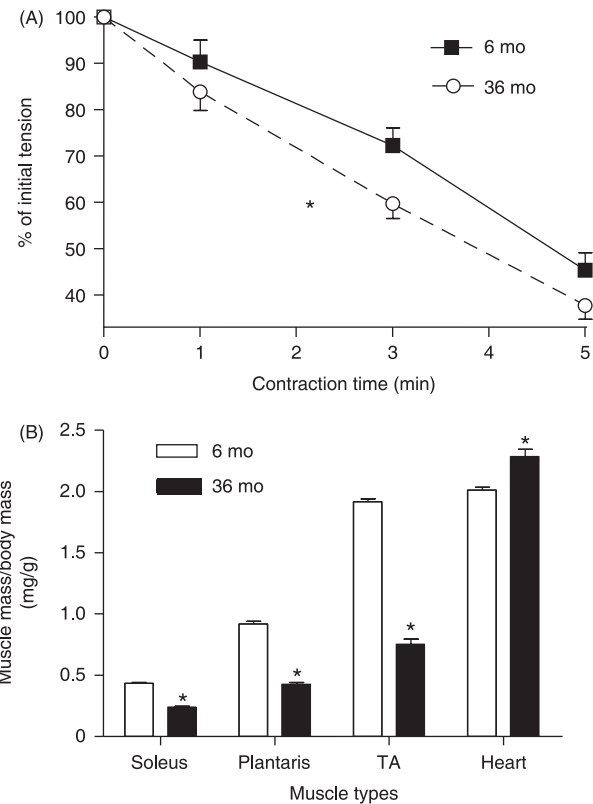 (A)
100
90
80
70
60
50
40
% of initial tension
6 mo
36 mo
*
0 1 2 3 4 5
Contraction time (min)
(B)
2.5
2.0
1.5
1.0
0.5
0
Muscle mass/body mass
(mg/g)
6 mo
36 mo
* * * *
Soleus Plantaris TA Heart
Muscle types